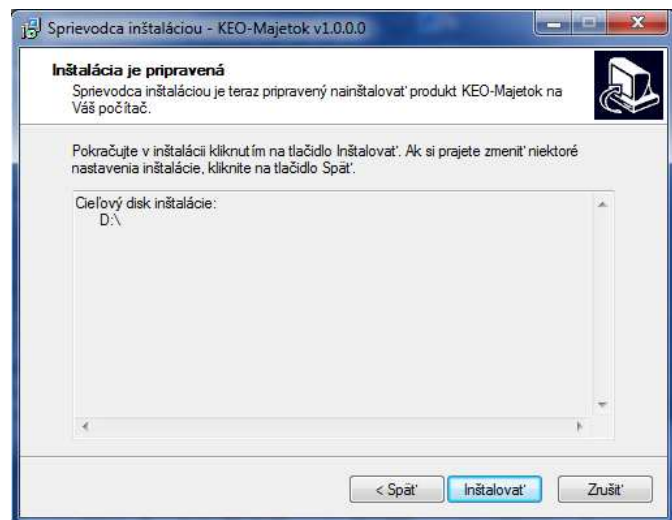 Sprievodca inštaláciou - KEO-Majetok v1.0.0.0
Inštalácia je pripravená
Sprievodca inštaláciou je teraz pripravený nainštalovať produkt KEO-Majetok na
Váš počítač.
Pokračujte v inštalácii kliknutím na tlačidlo Inštalovať. Ak si prajete zmeniť niektoré
nastavenia inštalácie, kliknite na tlačidlo Späť.
Cieľový disk inštalácie:
D:\
< Späť
Inštalovať
Zrušiť